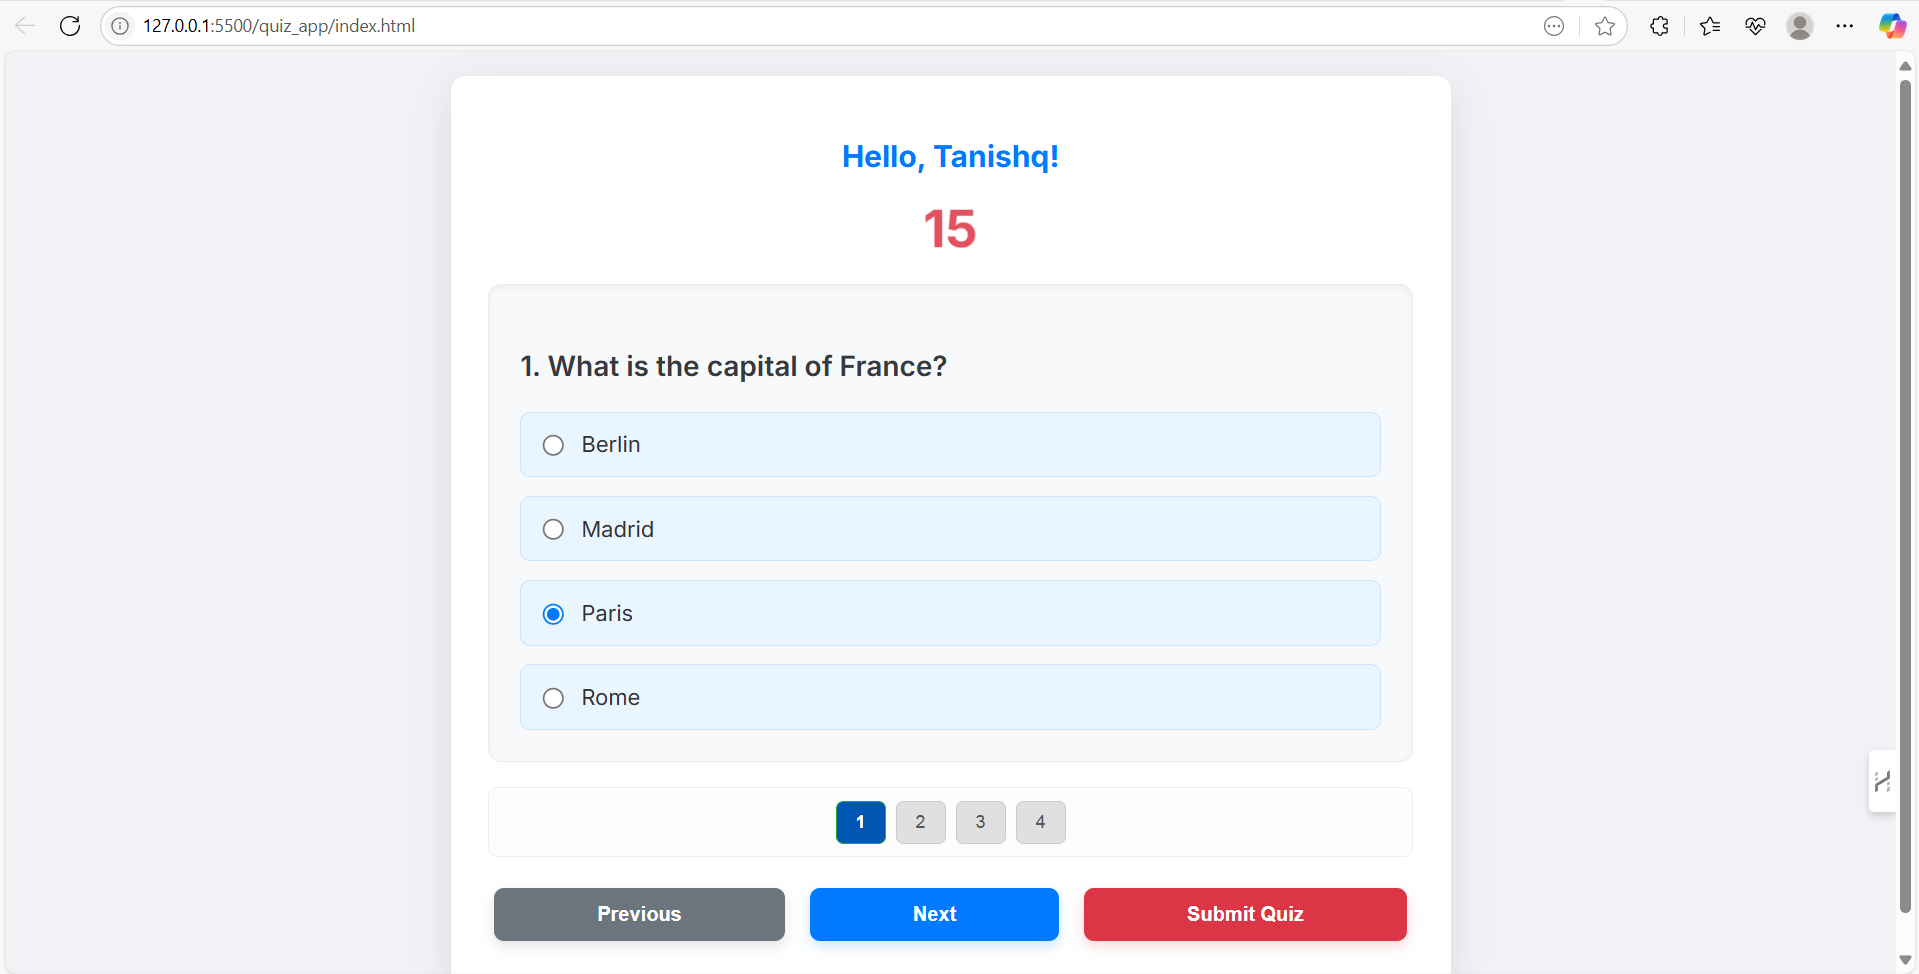 127.0.0.1:5500/quiz_app/index.html
Hello, Tanishq!
15
1. What is the capital of France?
Berlin
Madrid
Paris
Rome
1 2 3 4
Previous Next Submit Quiz